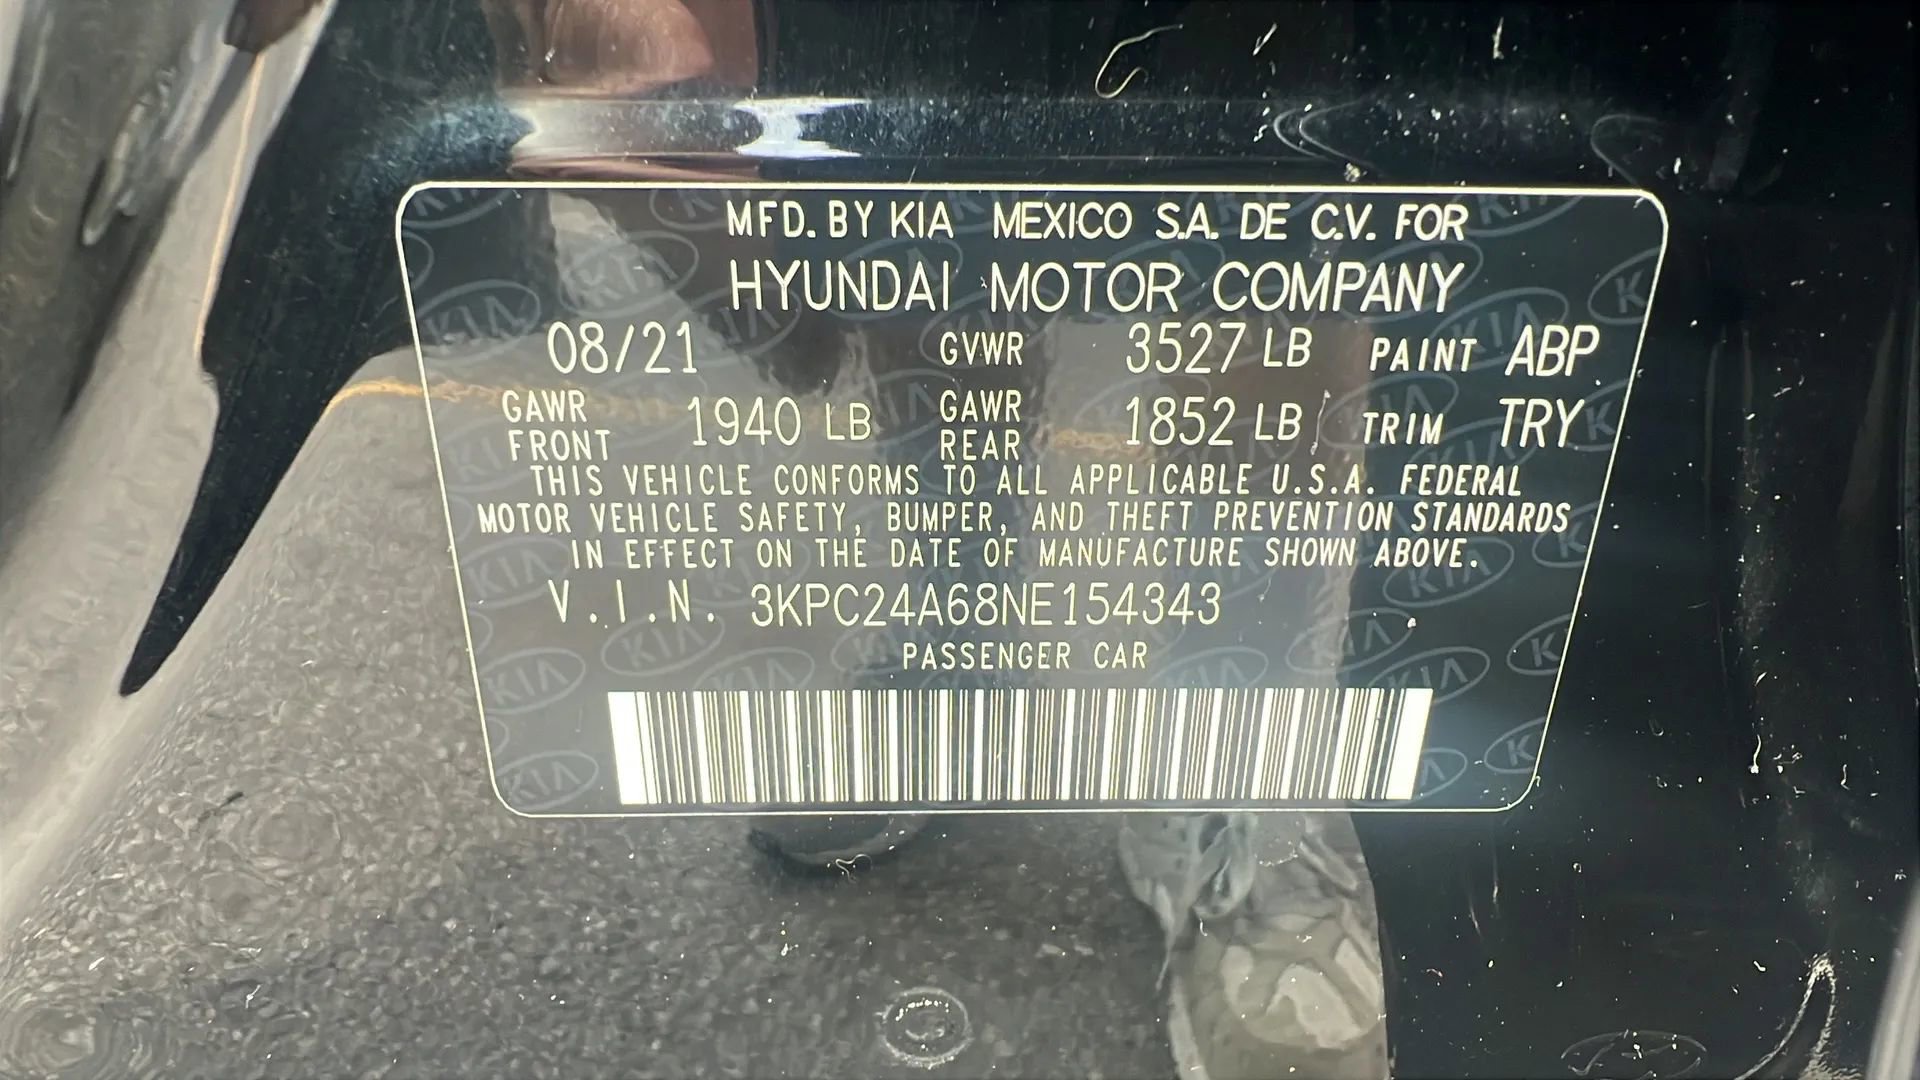 MFD. BY KIA MEXICO S.A. DE C.V. FOR
HYUNDAI MOTOR COMPANY
08/21 GVWR 3527 LB PAINT ABP
GAWR FRONT 1940 LB GAWR REAR 1852 LB TRIM TRY
THIS VEHICLE CONFORMS TO ALL APPLICABLE U.S.A. FEDERAL
MOTOR VEHICLE SAFETY, BUMPER, AND THEFT PREVENTION STANDARDS
IN EFFECT ON THE DATE OF MANUFACTURE SHOWN ABOVE.
V.I.N. 3KPC24A68NE154343
PASSENGER CAR